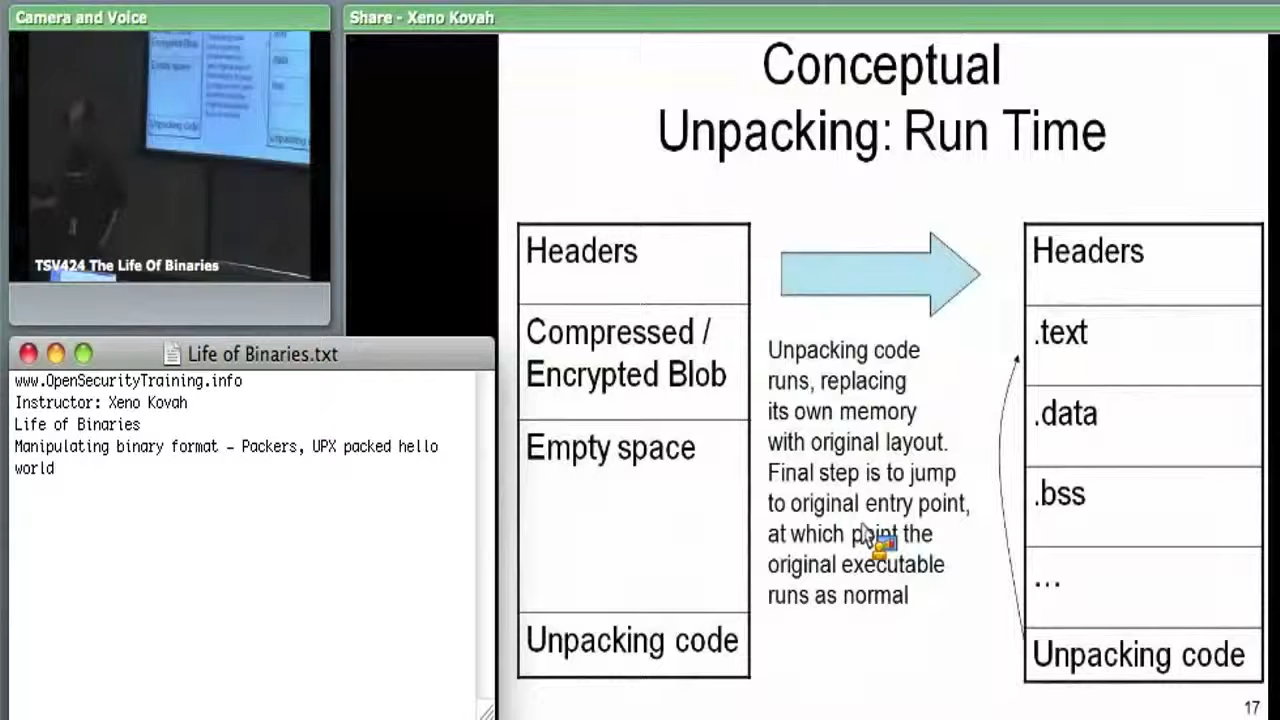 Camera and Voice
Share - Xeno Kovah
TSV424 The Life Of Binaries
Life of Binaries.txt
www.OpenSecurityTraining.info
Instructor: Xeno Kovah
Life of Binaries
Manipulating binary format - Packers, UPX packed hello
world
Conceptual
Unpacking: Run Time
Headers
Compressed /
Encrypted Blob
Empty space
Unpacking code
Unpacking code
runs, replacing
its own memory
with original layout.
Final step is to jump
to original entry point,
at which point the
original executable
runs as normal
Headers
.text
.data
.bss
...
Unpacking code
17